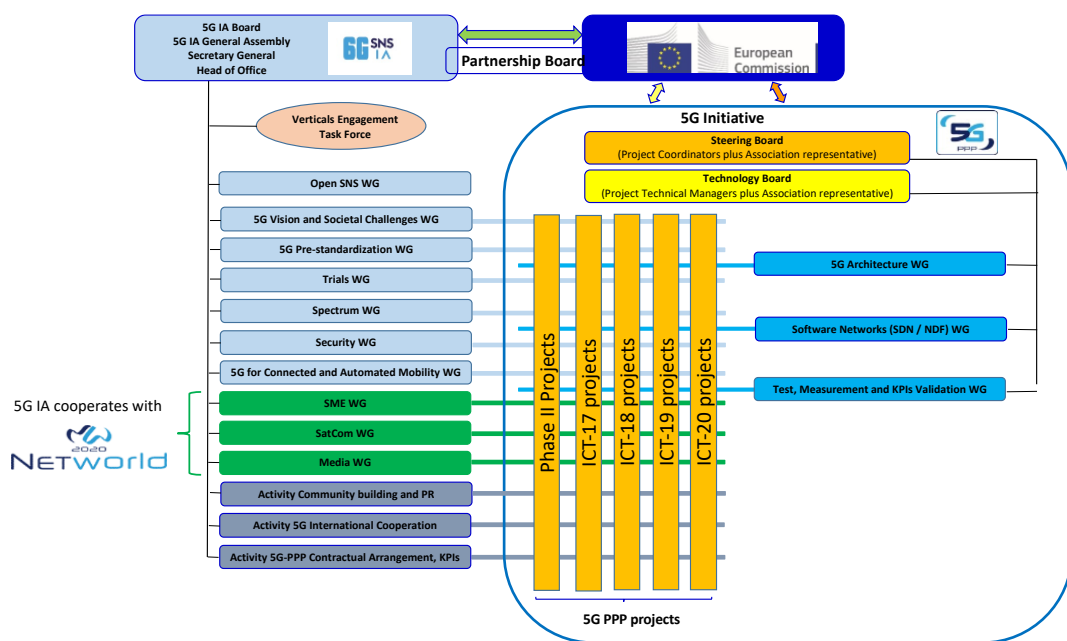 5G IA Board
5G IA General Assembly
Secretary General
Head of Office
6G SNS
IA
Partnership Board
European
Commission
Verticals Engagement
Task Force
5G Initiative
5G
PPP
Steering Board
(Project Coordinators plus Association representative)
Technology Board
(Project Technical Managers plus Association representative)
Open SNS WG
5G Vision and Societal Challenges WG
5G Pre-standardization WG
Trials WG
Spectrum WG
Security WG
5G for Connected and Automated Mobility WG
5G IA cooperates with
2020
NETWORLD
SME WG
SatCom WG
Media WG
Activity Community building and PR
Activity 5G International Cooperation
Activity 5G-PPP Contractual Arrangement, KPIs
Phase II Projects
ICT-17 projects
ICT-18 projects
ICT-19 projects
ICT-20 projects
5G Architecture WG
Software Networks (SDN / NDF) WG
Test, Measurement and KPIs Validation WG
5G PPP projects